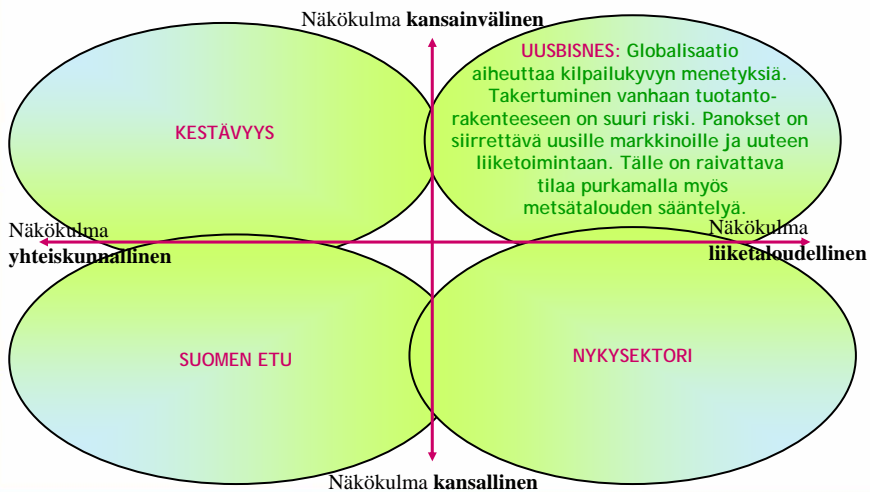 Näkökulma kansainvälinen
UUSBISNES: Globalisaatio
aiheuttaa kilpailukyvyn menetyksiä.
Takertuminen vanhaan tuotanto-
rakenteeseen on suuri riski. Panokset on
siirrettävä uusille markkinoille ja uuteen
liiketoimintaan. Tälle on raivattava
tilaa purkamalla myös
metsätalouden sääntelyä.
KESTÄVYYS
Näkökulma
yhteiskunnallinen
Näkökulma
liiketaloudellinen
SUOMEN ETU
NYKYSEKTORI
Näkökulma kansallinen